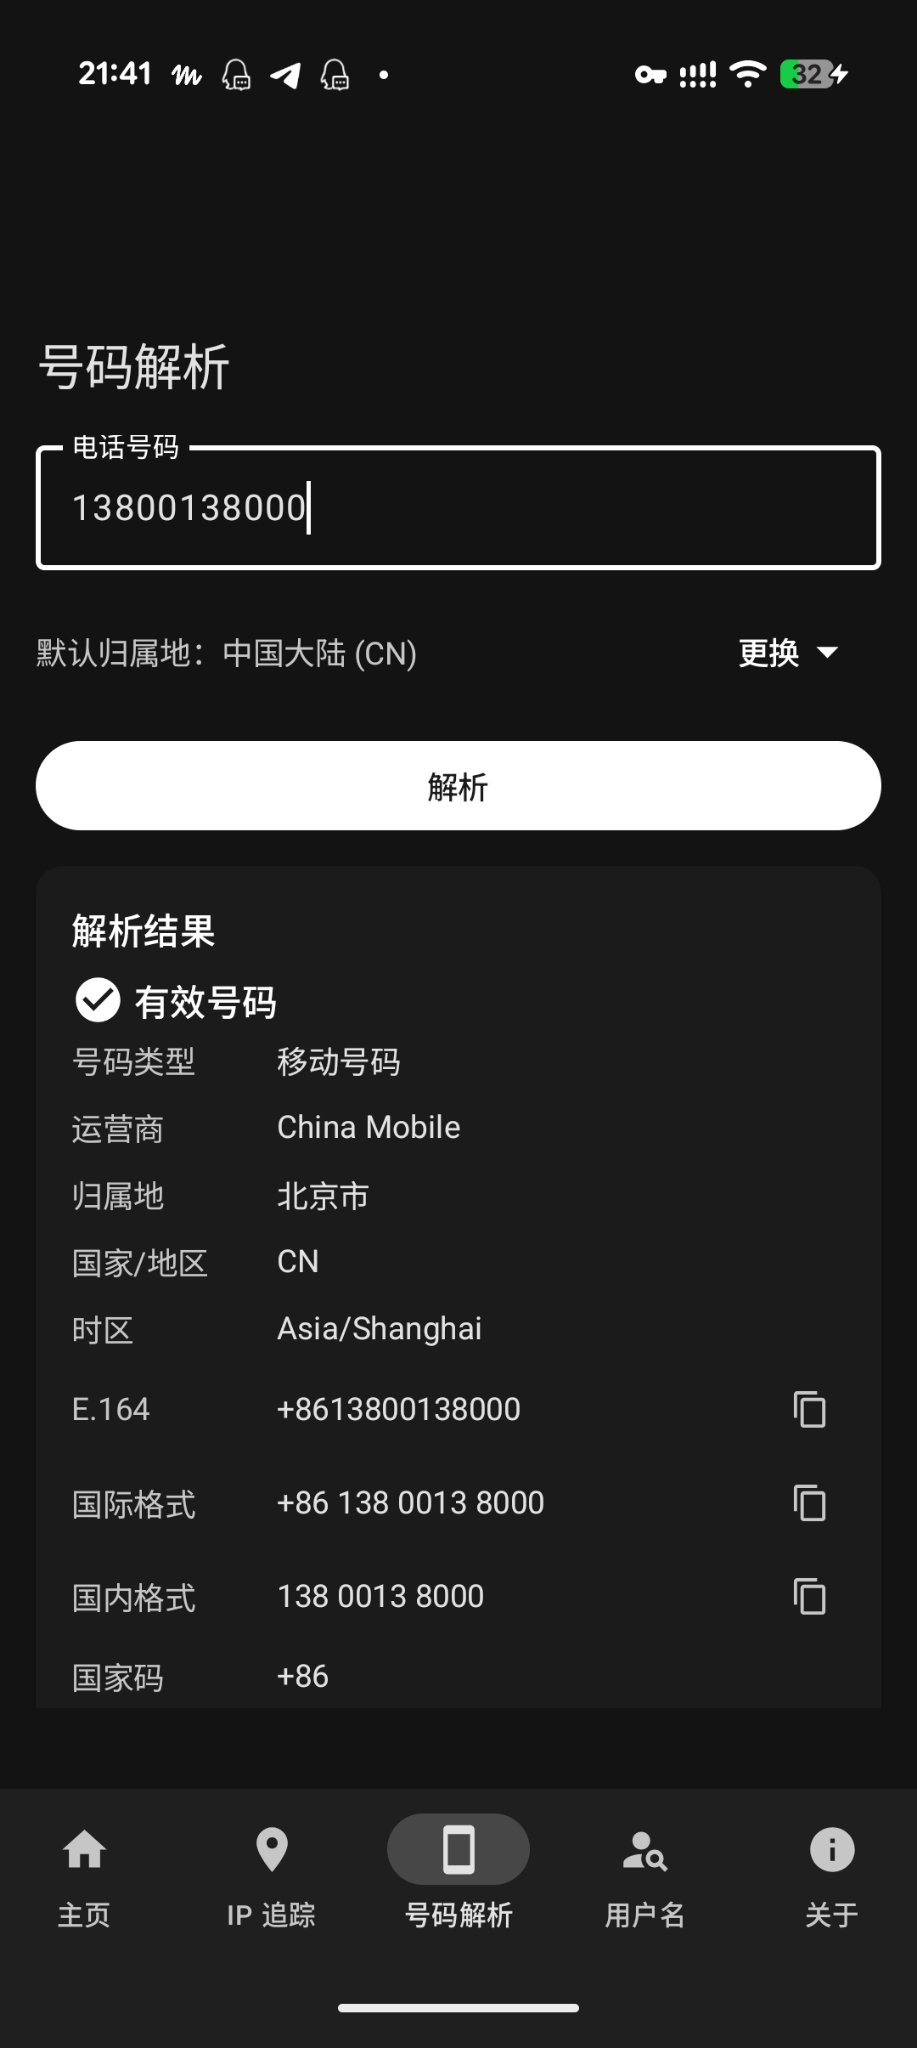 21:41
32
号码解析
电话号码
13800138000
默认归属地：中国大陆 (CN) 更换
解析
解析结果
有效号码
号码类型 移动号码
运营商 China Mobile
归属地 北京市
国家/地区 CN
时区 Asia/Shanghai
E.164 +8613800138000
国际格式 +86 138 0013 8000
国内格式 138 0013 8000
国家码 +86
主页 IP 追踪 号码解析 用户名 关于